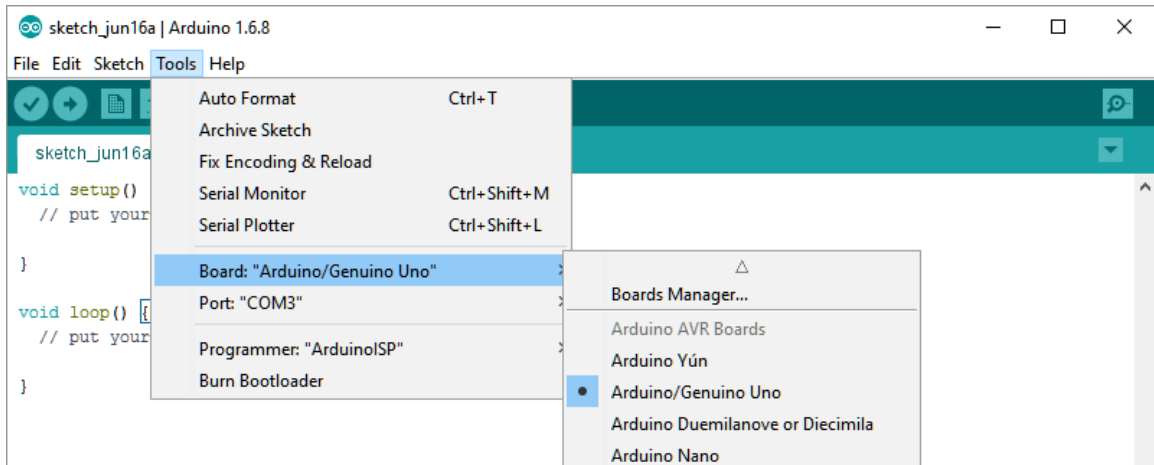 sketch_jun16a | Arduino 1.6.8
File Edit Sketch Tools Help
Auto Format Ctrl+T
Archive Sketch
Fix Encoding & Reload
Serial Monitor Ctrl+Shift+M
Serial Plotter Ctrl+Shift+L
Board: "Arduino/Genuino Uno"
Port: "COM3"
Programmer: "ArduinoISP"
Burn Bootloader
Boards Manager...
Arduino AVR Boards
Arduino Yún
Arduino/Genuino Uno
Arduino Duemilanove or Diecimila
Arduino Nano
sketch_jun16a
void setup()
// put your
}
void loop() {
// put your
}